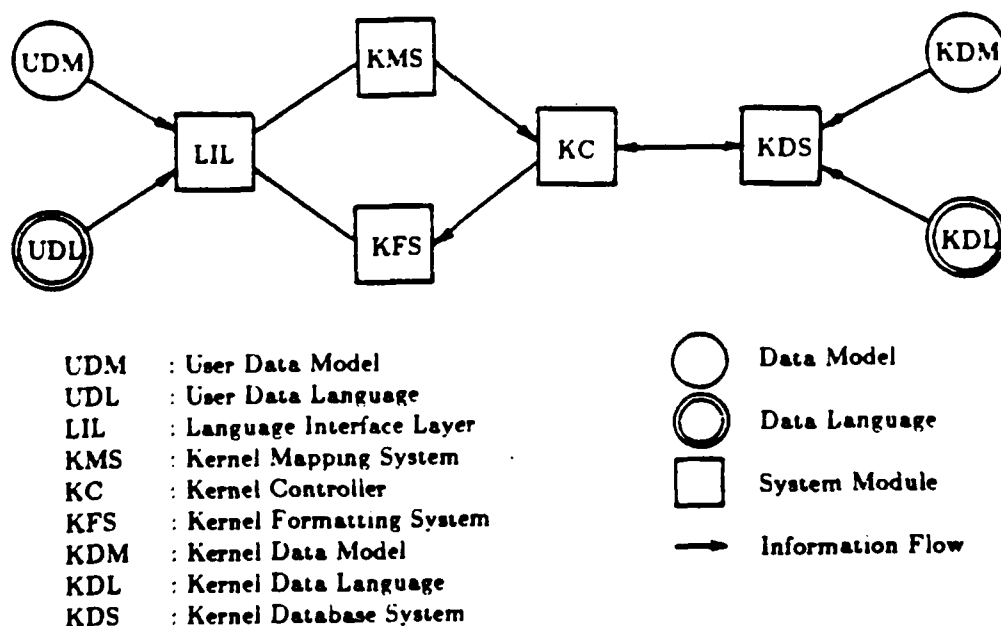 UDM
KMS
KDM
LIL
KC
KDS
UDL
KFS
KDL
UDM : User Data Model
UDL : User Data Language
LIL : Language Interface Layer
KMS : Kernel Mapping System
KC : Kernel Controller
KFS : Kernel Formatting System
KDM : Kernel Data Model
KDL : Kernel Data Language
KDS : Kernel Database System
Data Model
Data Language
System Module
Information Flow